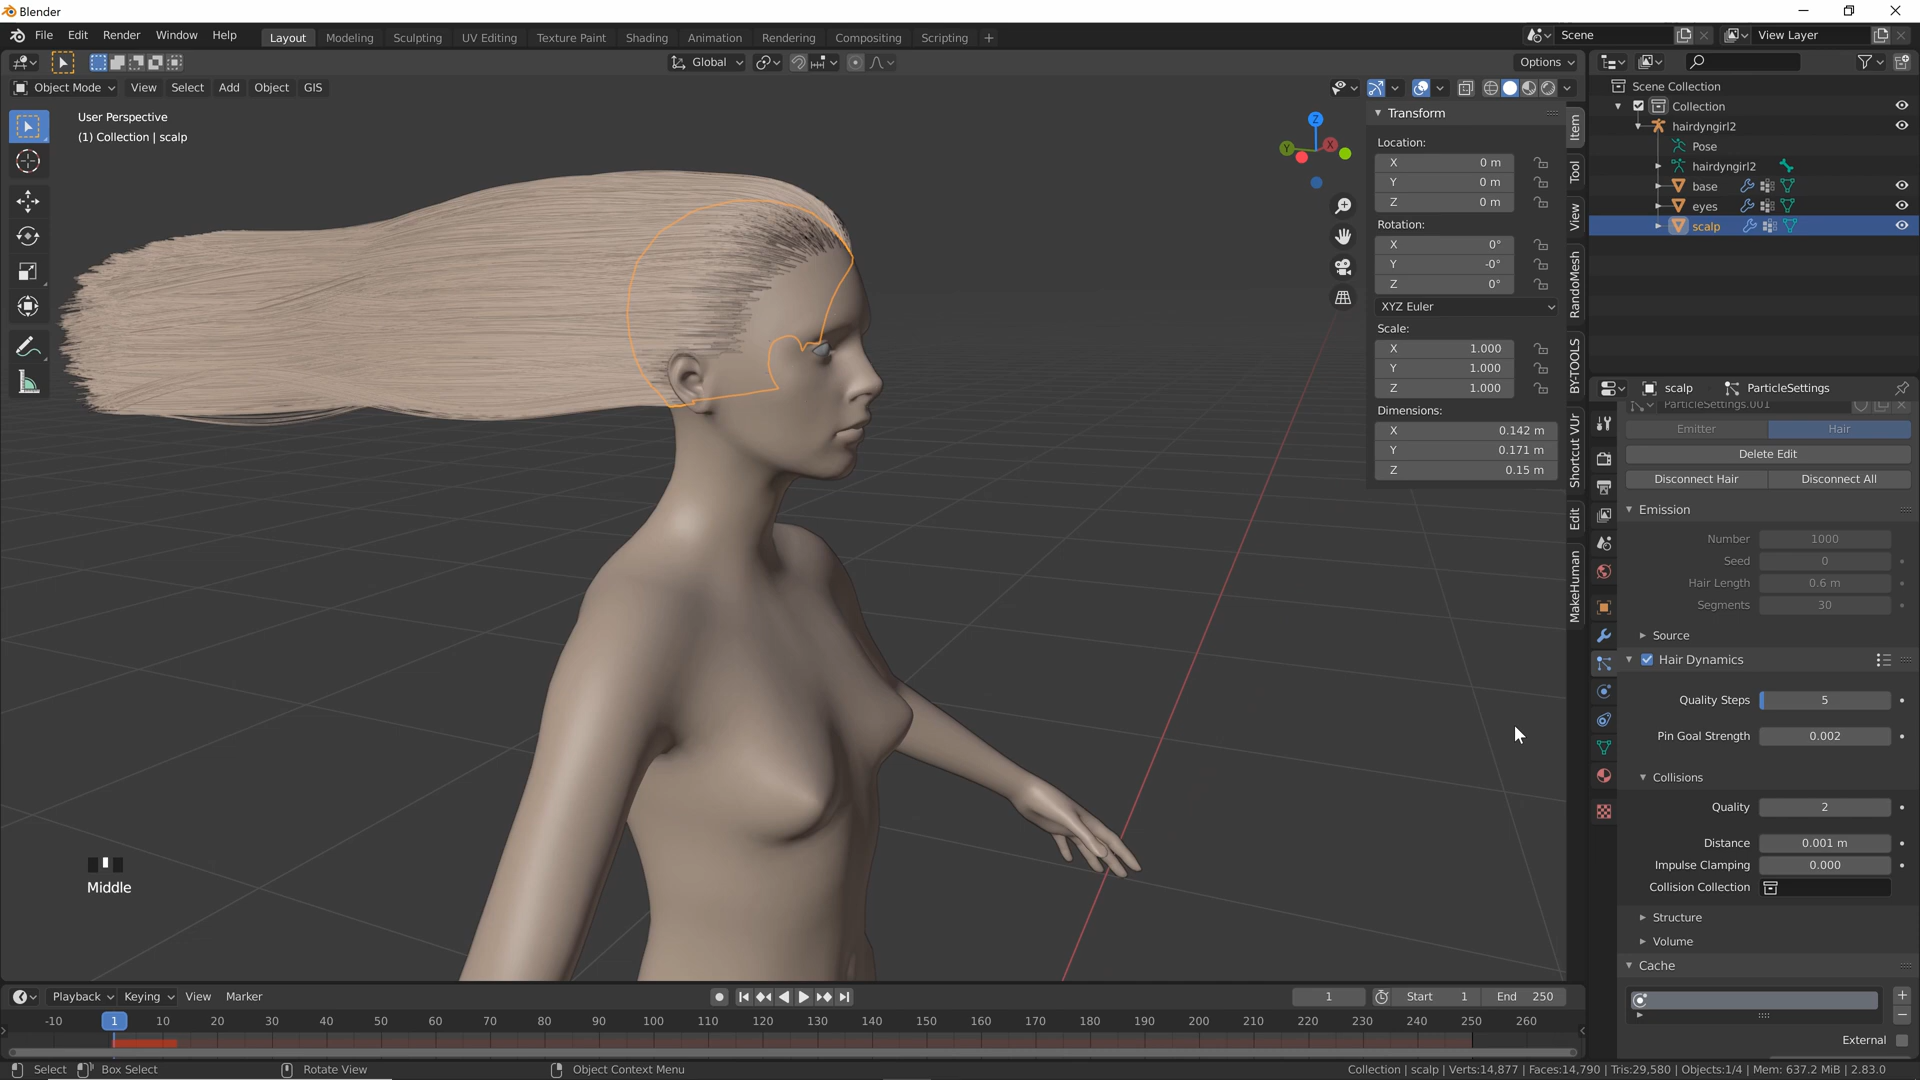 Blender
File Edit Render Window Help
Layout Modeling Sculpting UV Editing Texture Paint Shading Animation Rendering Compositing Scripting +
Scene
View Layer
Global
Options
Object Mode View Select Add Object GIS
User Perspective
(1) Collection | scalp
Z
Y
X
Transform
Location:
X 0 m
Y 0 m
Z 0 m
Rotation:
X 0°
Y -0°
Z 0°
XYZ Euler
Scale:
X 1.000
Y 1.000
Z 1.000
Dimensions:
X 0.142 m
Y 0.171 m
Z 0.15 m
Item
Tool
View
RandoMesh
BY-TOOLS
Shortcut VUr
Edit
MakeHuman
Scene Collection
Collection
hairdyngirl2
Pose
hairdyngirl2
base
eyes
scalp
scalp ParticleSettings
ParticleSettings.001
Emitter Hair
Delete Edit
Disconnect Hair Disconnect All
Emission
Number 1000
Seed 0
Hair Length 0.6 m
Segments 30
Source
Hair Dynamics
Quality Steps 5
Pin Goal Strength 0.002
Collisions
Quality 2
Distance 0.001 m
Impulse Clamping 0.000
Collision Collection
Structure
Volume
Cache
External
Middle
Playback Keying View Marker
1
Start 1
End 250
-10 1 10 20 30 40 50 60 70 80 90 100 110 120 130 140 150 160 170 180 190 200 210 220 230 240 250 260
Select Box Select Rotate View Object Context Menu
Collection | scalp | Verts:14,877 | Faces:14,790 | Tris:29,580 | Objects:1/4 | Mem: 637.2 MiB | 2.83.0